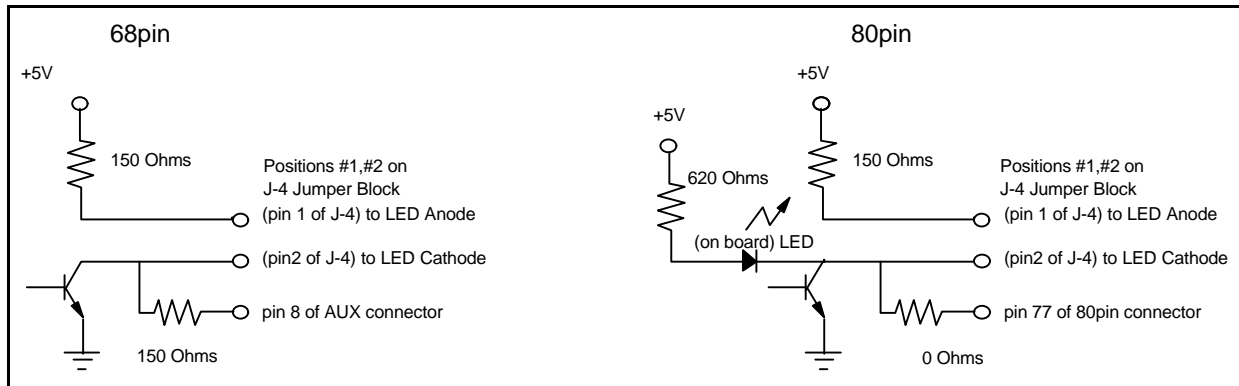 68pin
+5V
150 Ohms
Positions #1,#2 on
J-4 Jumper Block
(pin 1 of J-4) to LED Anode
(pin2 of J-4) to LED Cathode
pin 8 of AUX connector
150 Ohms
80pin
+5V
+5V
150 Ohms
620 Ohms
Positions #1,#2 on
J-4 Jumper Block
(pin 1 of J-4) to LED Anode
(on board) LED
(pin2 of J-4) to LED Cathode
pin 77 of 80pin connector
0 Ohms